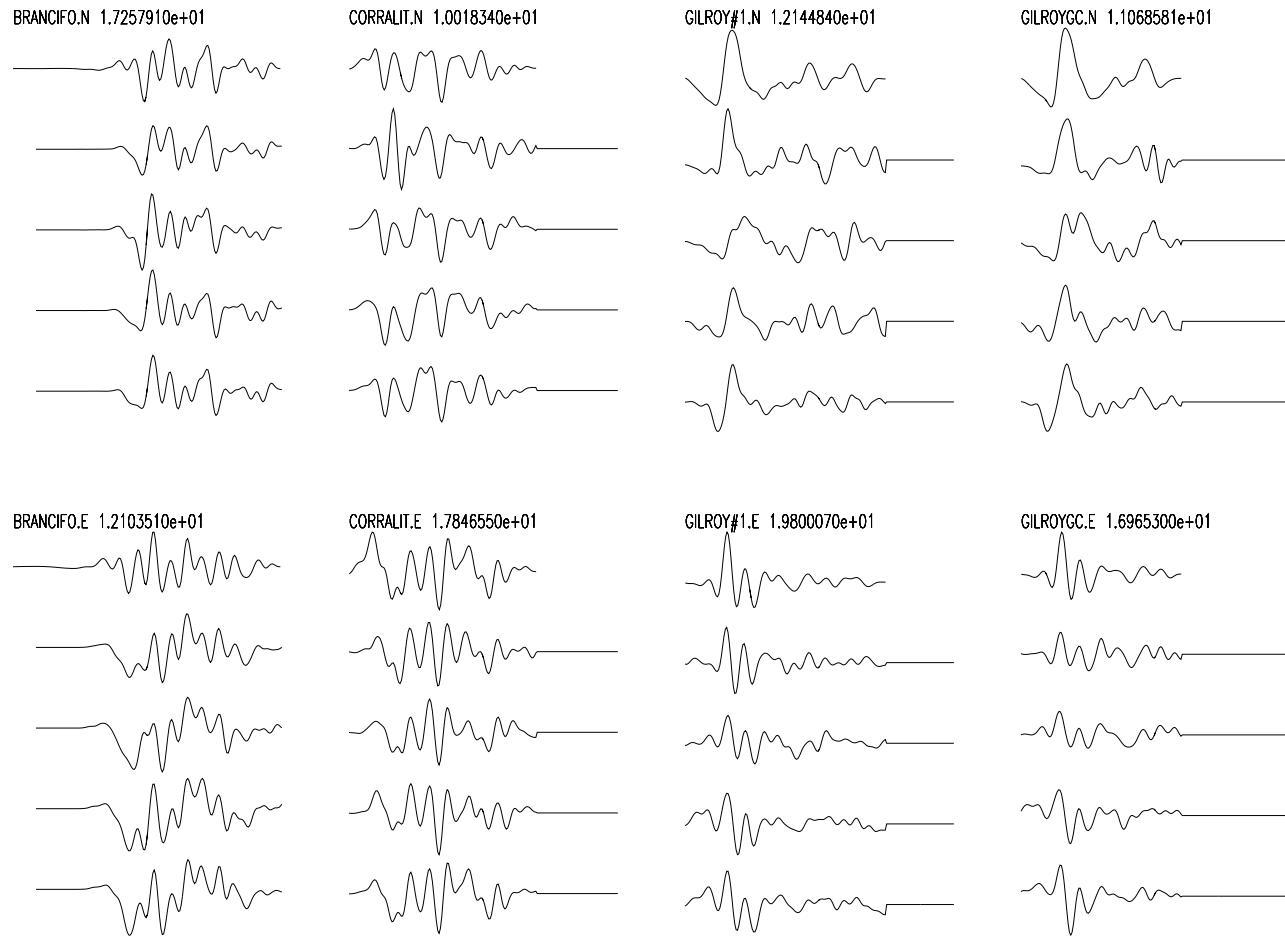 BRANCIFO.N 1.7257910e+01
CORRALIT.N 1.0018340e+01
GILROY#1.N 1.2144840e+01
GILROYGC.N 1.1068581e+01
BRANCIFO.E 1.2103510e+01
CORRALIT.E 1.7846550e+01
GILROY#1.E 1.9800070e+01
GILROYGC.E 1.6965300e+01